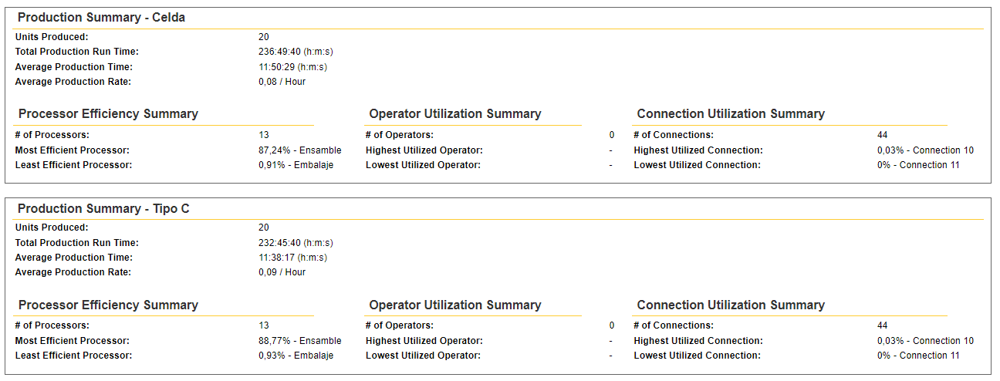 Production Summary - Celda
Units Produced: 20
Total Production Run Time: 236:49:40 (h:m:s)
Average Production Time: 11:50:29 (h:m:s)
Average Production Rate: 0,08 / Hour
Processor Efficiency Summary Operator Utilization Summary Connection Utilization Summary
# of Processors: 13 # of Operators: 0 # of Connections: 44
Most Efficient Processor: 87,24% - Ensamble Highest Utilized Operator: - Highest Utilized Connection: 0,03% - Connection 10
Least Efficient Processor: 0,91% - Embalaje Lowest Utilized Operator: - Lowest Utilized Connection: 0% - Connection 11
Production Summary - Tipo C
Units Produced: 20
Total Production Run Time: 232:45:40 (h:m:s)
Average Production Time: 11:38:17 (h:m:s)
Average Production Rate: 0,09 / Hour
Processor Efficiency Summary Operator Utilization Summary Connection Utilization Summary
# of Processors: 13 # of Operators: 0 # of Connections: 44
Most Efficient Processor: 88,77% - Ensamble Highest Utilized Operator: - Highest Utilized Connection: 0,03% - Connection 10
Least Efficient Processor: 0,93% - Embalaje Lowest Utilized Operator: - Lowest Utilized Connection: 0% - Connection 11